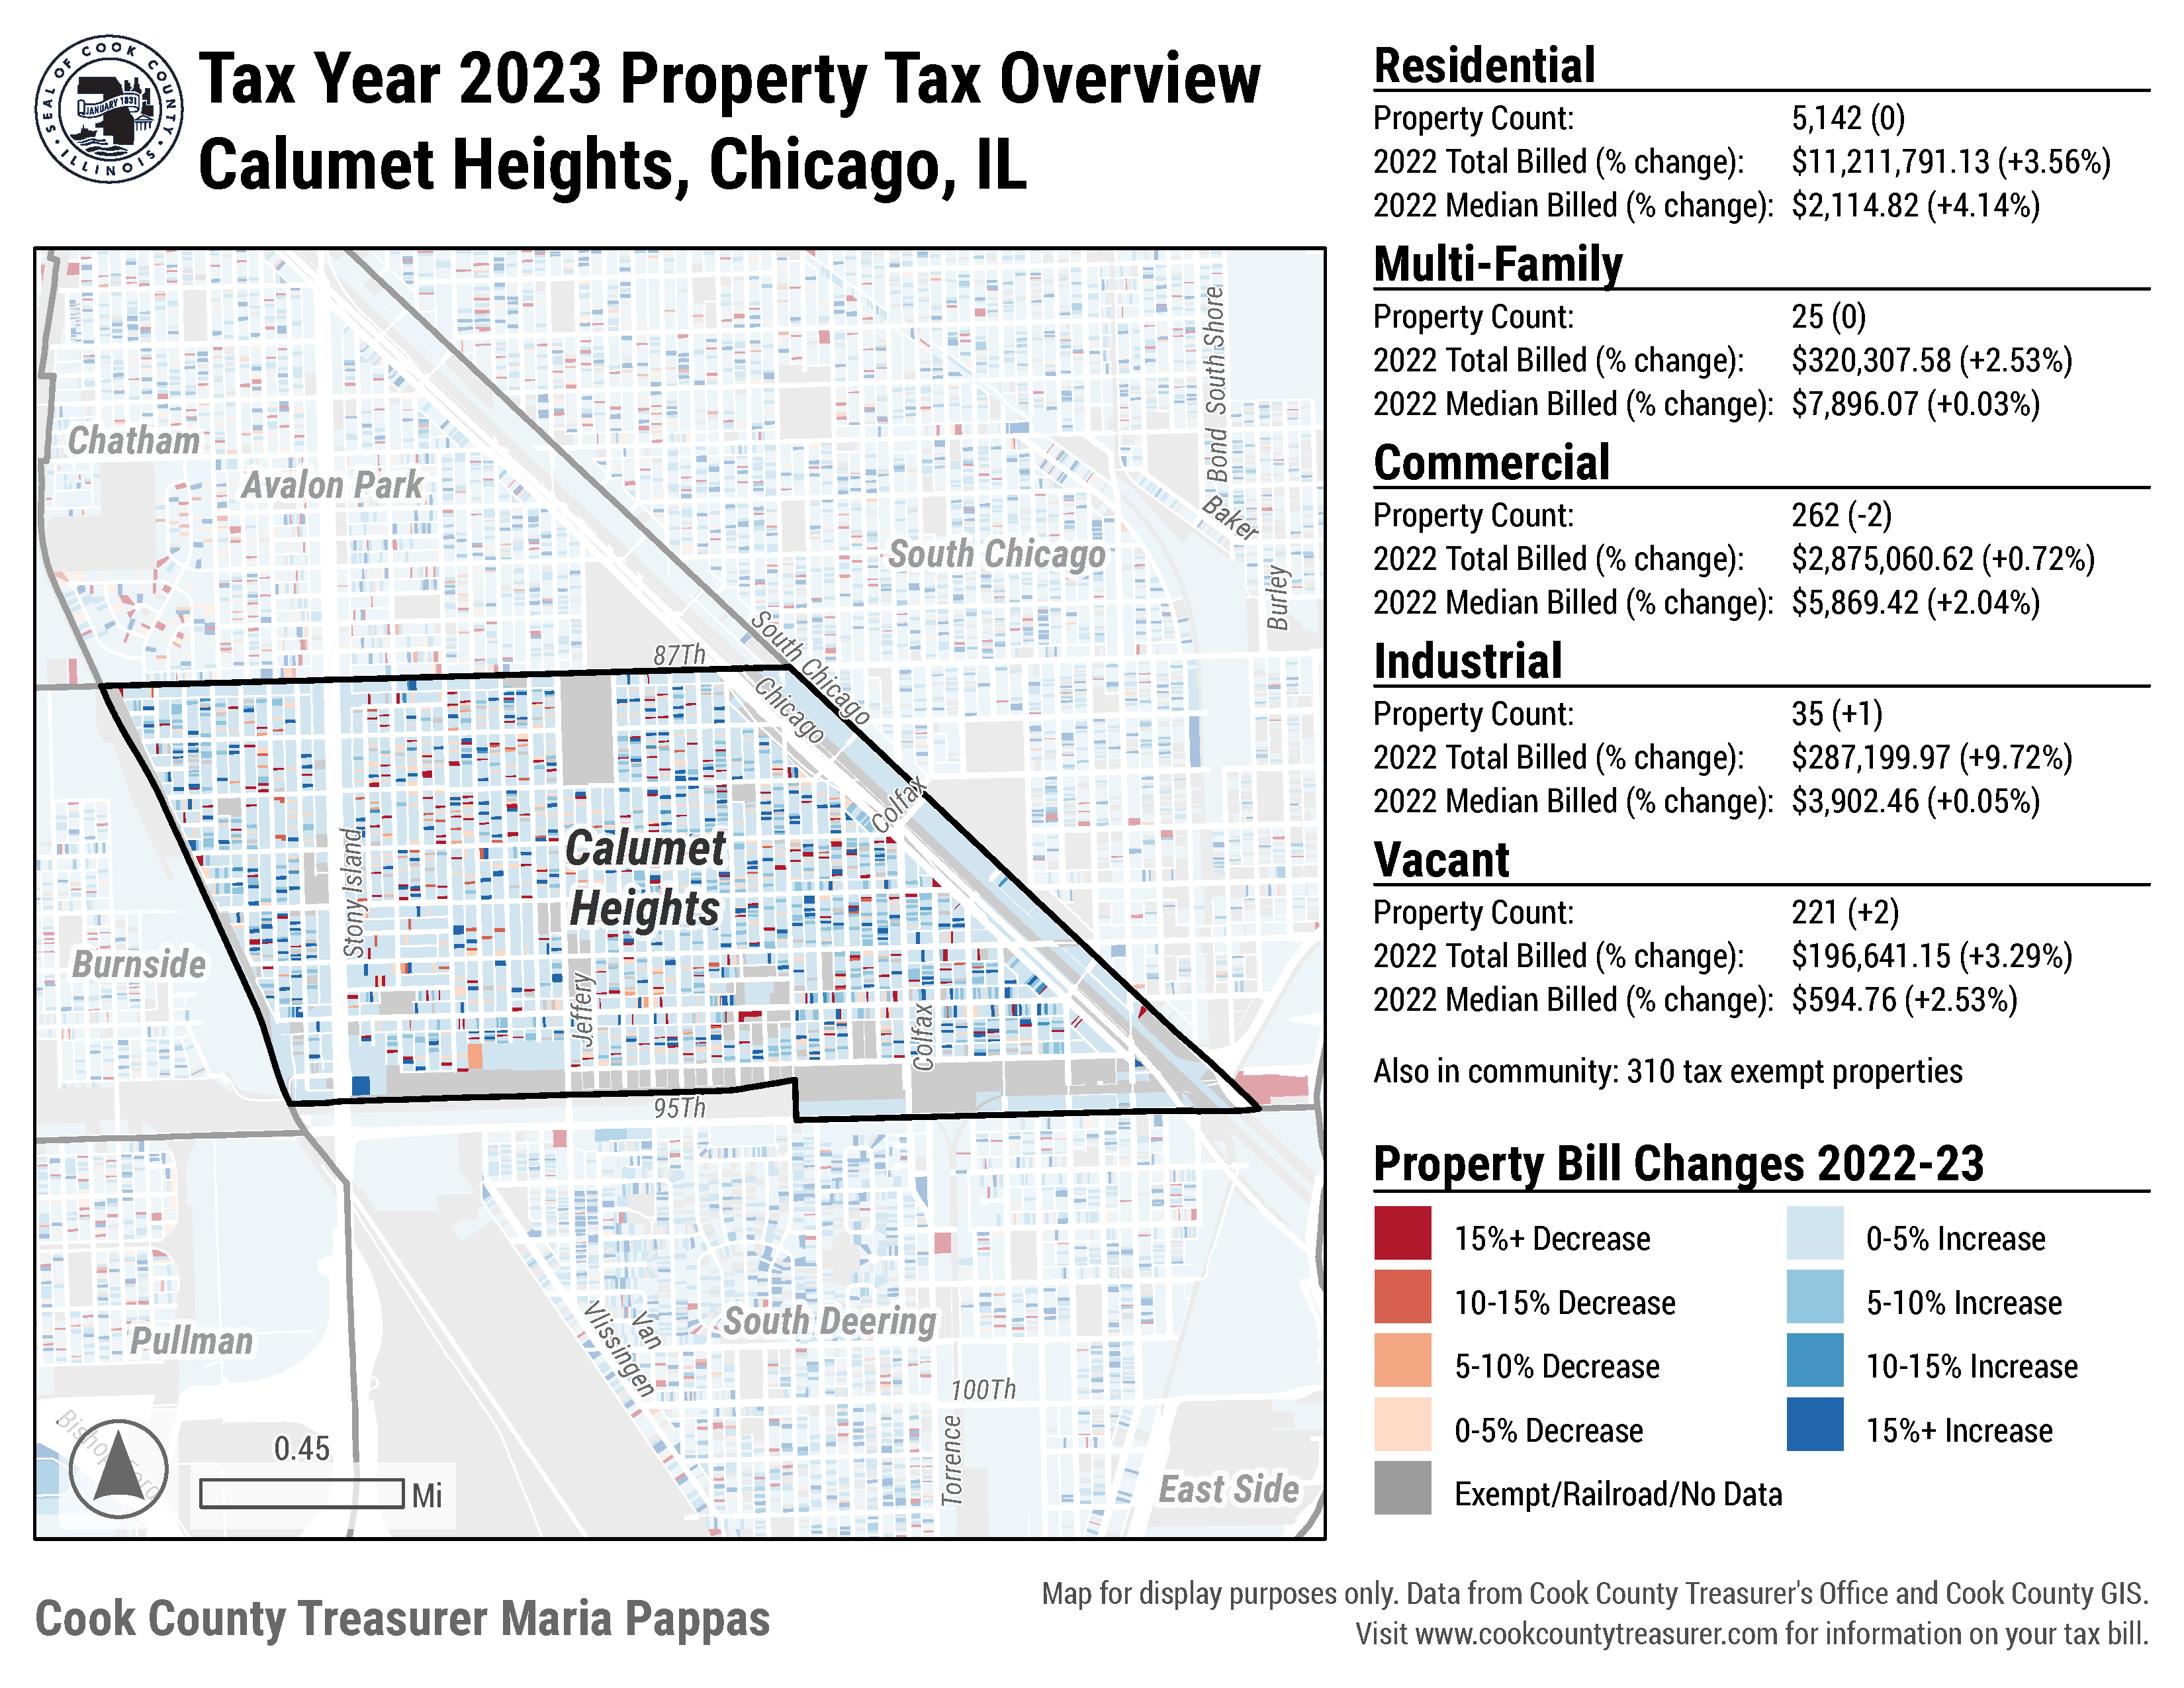 SEAL OF COOK COUNTY
ILLINOIS
JANUARY 1831
Tax Year 2023 Property Tax Overview
Calumet Heights, Chicago, IL
Residential
Property Count: 5,142 (0)
2022 Total Billed (% change): $11,211,791.13 (+3.56%)
2022 Median Billed (% change): $2,114.82 (+4.14%)
Multi-Family
Property Count: 25 (0)
2022 Total Billed (% change): $320,307.58 (+2.53%)
2022 Median Billed (% change): $7,896.07 (+0.03%)
Commercial
Property Count: 262 (-2)
2022 Total Billed (% change): $2,875,060.62 (+0.72%)
2022 Median Billed (% change): $5,869.42 (+2.04%)
Industrial
Property Count: 35 (+1)
2022 Total Billed (% change): $287,199.97 (+9.72%)
2022 Median Billed (% change): $3,902.46 (+0.05%)
Vacant
Property Count: 221 (+2)
2022 Total Billed (% change): $196,641.15 (+3.29%)
2022 Median Billed (% change): $594.76 (+2.53%)
Also in community: 310 tax exempt properties
Property Bill Changes 2022-23
15%+ Decrease
10-15% Decrease
5-10% Decrease
0-5% Decrease
Exempt/Railroad/No Data
0-5% Increase
5-10% Increase
10-15% Increase
15%+ Increase
Chatham
Avalon Park
South Shore
Bond
Baker
South Chicago
Burley
87Th
South Chicago
Chicago
Colfax
Calumet
Heights
Stony Island
Burnside
Jeffery
Colfax
95Th
Pullman
South Deering
Van
Vlissingen
100Th
Torrence
East Side
0.45
Mi
Cook County Treasurer Maria Pappas
Map for display purposes only. Data from Cook County Treasurer's Office and Cook County GIS.
Visit www.cookcountytreasurer.com for information on your tax bill.